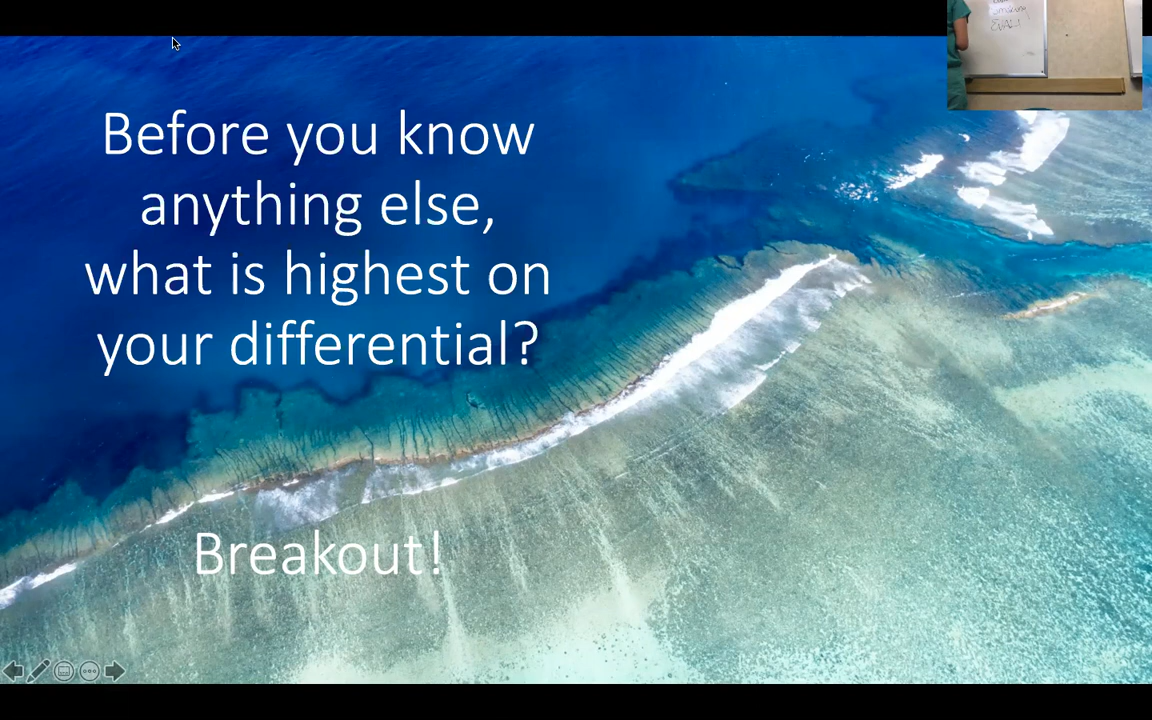 Before you know
anything else,
what is highest on
your differential?
Breakout!